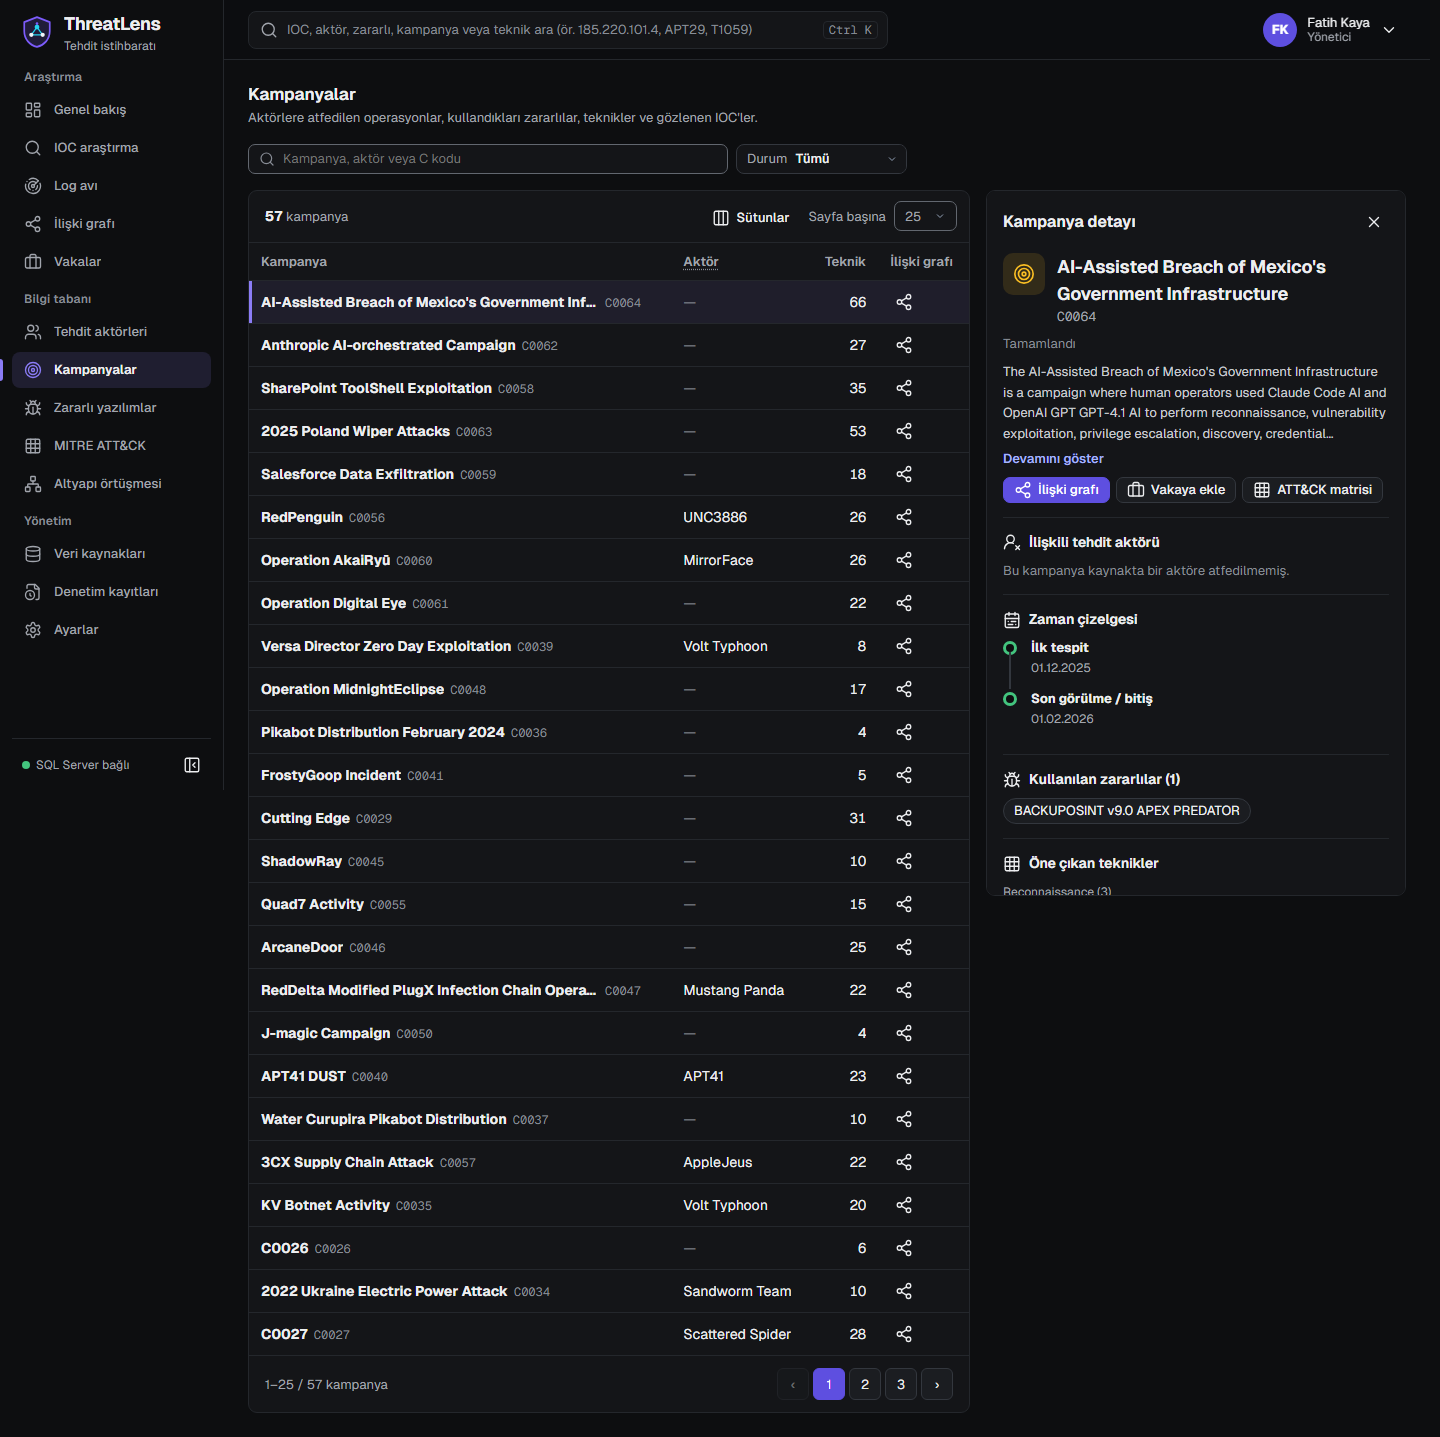 ThreatLens
Tehdit istihbaratı
Araştırma
Genel bakış
IOC araştırma
Log avı
İlişki grafı
Vakalar
Bilgi tabanı
Tehdit aktörleri
Kampanyalar
Zararlı yazılımlar
MITRE ATT&CK
Altyapı örtüşmesi
Yönetim
Veri kaynakları
Denetim kayıtları
Ayarlar
SQL Server bağlı
IOC, aktör, zararlı, kampanya veya teknik ara (ör. 185.220.101.4, APT29, T1059) Ctrl K
FK
Fatih Kaya
Yönetici
Kampanyalar
Aktörlere atfedilen operasyonlar, kullandıkları zararlılar, teknikler ve gözlenen IOC'ler.
Kampanya, aktör veya C kodu
Durum Tümü
57 kampanya Sütunlar Sayfa başına 25
Kampanya Aktör Teknik İlişki grafı
AI-Assisted Breach of Mexico's Government Inf... C0064 — 66
Anthropic AI-orchestrated Campaign C0062 — 27
SharePoint ToolShell Exploitation C0058 — 35
2025 Poland Wiper Attacks C0063 — 53
Salesforce Data Exfiltration C0059 — 18
RedPenguin C0056 UNC3886 26
Operation AkaiRyū C0060 MirrorFace 26
Operation Digital Eye C0061 — 22
Versa Director Zero Day Exploitation C0039 Volt Typhoon 8
Operation MidnightEclipse C0048 — 17
Pikabot Distribution February 2024 C0036 — 4
FrostyGoop Incident C0041 — 5
Cutting Edge C0029 — 31
ShadowRay C0045 — 10
Quad7 Activity C0055 — 15
ArcaneDoor C0046 — 25
RedDelta Modified PlugX Infection Chain Opera... C0047 Mustang Panda 22
J-magic Campaign C0050 — 4
APT41 DUST C0040 APT41 23
Water Curupira Pikabot Distribution C0037 — 10
3CX Supply Chain Attack C0057 AppleJeus 22
KV Botnet Activity C0035 Volt Typhoon 20
C0026 C0026 — 6
2022 Ukraine Electric Power Attack C0034 Sandworm Team 10
C0027 C0027 Scattered Spider 28
1–25 / 57 kampanya ‹ 1 2 3 ›
Kampanya detayı
AI-Assisted Breach of Mexico's
Government Infrastructure
C0064
Tamamlandı
The AI-Assisted Breach of Mexico's Government Infrastructure
is a campaign where human operators used Claude Code AI and
OpenAI GPT GPT-4.1 AI to perform reconnaissance, vulnerability
exploitation, privilege escalation, discovery, credential...
Devamını göster
İlişki grafı Vakaya ekle ATT&CK matrisi
İlişkili tehdit aktörü
Bu kampanya kaynakta bir aktöre atfedilmemiş.
Zaman çizelgesi
İlk tespit
01.12.2025
Son görülme / bitiş
01.02.2026
Kullanılan zararlılar (1)
BACKUPOSINT v9.0 APEX PREDATOR
Öne çıkan teknikler
Reconnaissance (3)